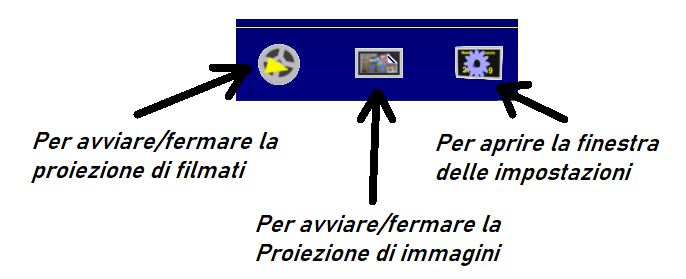 Per avviare/fermare la
proiezione di filmati
Per avviare/fermare la
Proiezione di immagini
Per aprire la finestra
delle impostazioni